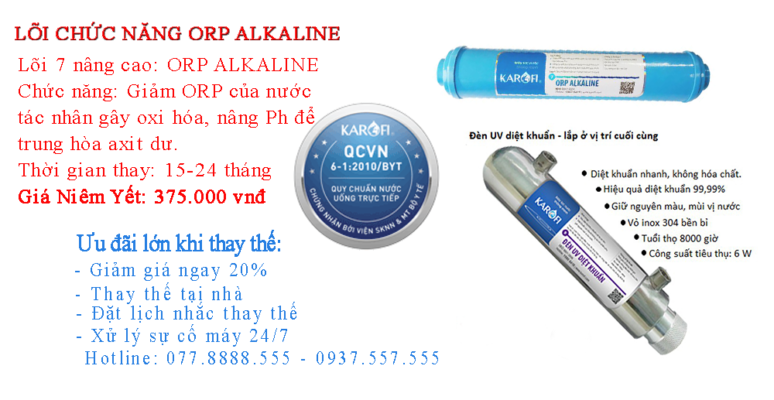 LÕI CHỨC NĂNG ORP ALKALINE
Lõi 7 nâng cao: ORP ALKALINE
Chức năng: Giảm ORP của nước
tác nhân gây oxi hóa, nâng Ph để
trung hòa axit dư.
Thời gian thay: 15-24 tháng
Giá Niêm Yết: 375.000 vnđ
KAROFI
QCVN
6-1:2010/BYT
QUY CHUẨN NƯỚC
UỐNG TRỰC TIẾP
CHỨNG NHẬN BỞI VIỆN SKNN & MT BỘ Y TẾ
KAROFI
ORP ALKALINE
Đèn UV diệt khuẩn - lắp ở vị trí cuối cùng
Diệt khuẩn nhanh, không hóa chất.
Hiệu quả diệt khuẩn 99,99%
Giữ nguyên màu, mùi vị nước
Vỏ inox 304 bền bỉ
Tuổi thọ 8000 giờ
Công suất tiêu thụ: 6 W
KAROFI
ĐÈN UV DIỆT KHUẨN
Ưu đãi lớn khi thay thế:
- Giảm giá ngay 20%
- Thay thế tại nhà
- Đặt lịch nhắc thay thế
- Xử lý sự cố máy 24/7
Hotline: 077.8888.555 - 0937.557.555